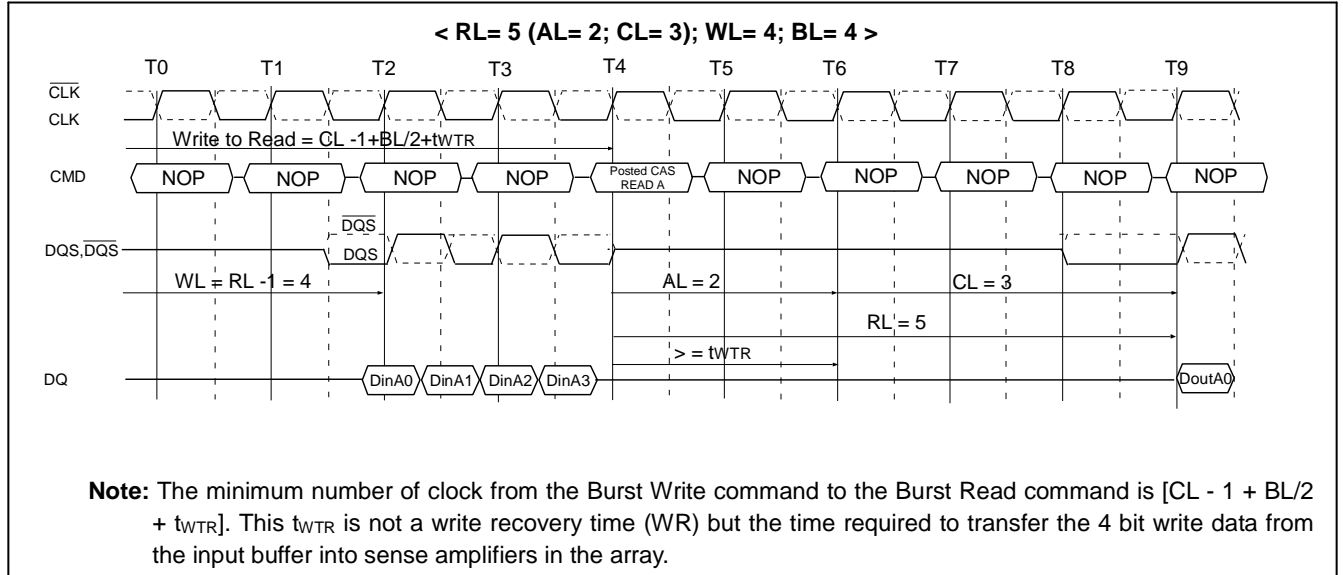 < RL= 5 (AL= 2; CL= 3); WL= 4; BL= 4 >
T0 T1 T2 T3 T4 T5 T6 T7 T8 T9
CLK
CLK
Write to Read = CL -1+BL/2+tWTR
CMD NOP NOP NOP NOP Posted CAS READ A NOP NOP NOP NOP NOP
DQS
DQS,DQS
DQS
WL = RL -1 = 4 AL = 2 CL = 3
RL = 5
> = tWTR
DQ DinA0 DinA1 DinA2 DinA3 DoutA0
Note: The minimum number of clock from the Burst Write command to the Burst Read command is [CL - 1 + BL/2
+ tWTR]. This tWTR is not a write recovery time (WR) but the time required to transfer the 4 bit write data from
the input buffer into sense amplifiers in the array.